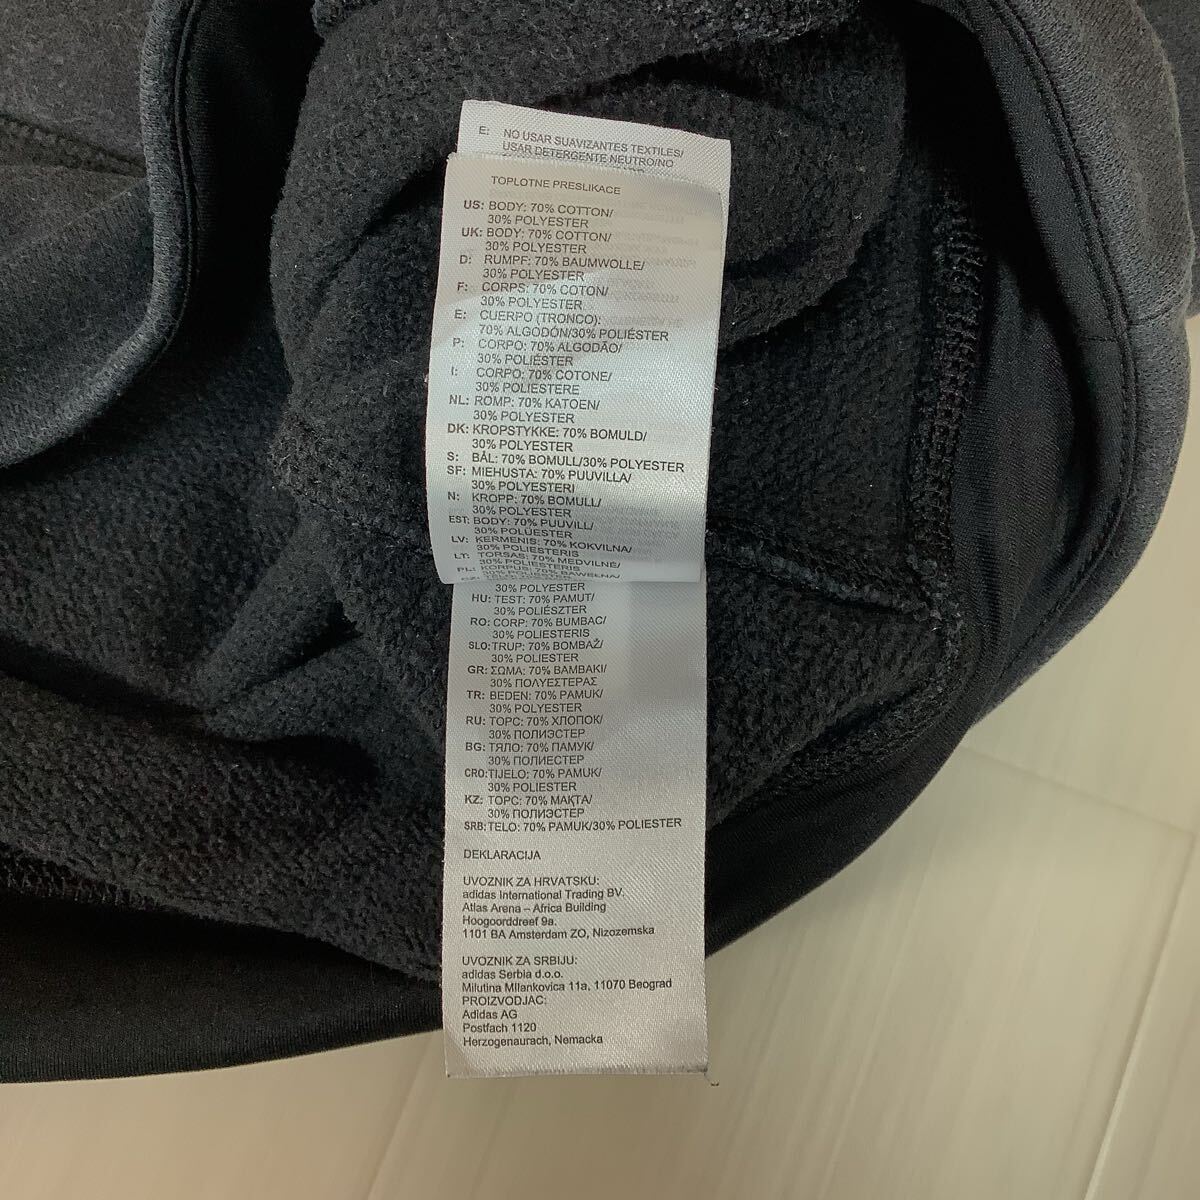 E: NO USAR SUAVIZANTES TEXTILES/
USAR DETERGENTE NEUTRO/NO
TOPLOTNE PRESLIKACE
US: BODY: 70% COTTON/
30% POLYESTER
UK: BODY: 70% COTTON/
30% POLYESTER
D: RUMPF: 70% BAUMWOLLE/
30% POLYESTER
F: CORPS: 70% COTON/
30% POLYESTER
E: CUERPO (TRONCO):
70% ALGODÓN/30% POLIÉSTER
P: CORPO: 70% ALGODÃO/
30% POLIÉSTER
I: CORPO: 70% COTONE/
30% POLIESTERE
NL: ROMP: 70% KATOEN/
30% POLYESTER
DK: KROPSTYKKE: 70% BOMULD/
30% POLYESTER
S: BÅL: 70% BOMULL/30% POLYESTER
SF: MIEHUSTA: 70% PUUVILLA/
30% POLYESTERI
N: KROPP: 70% BOMULL/
30% POLYESTER
EST: BODY: 70% PUUVILL/
30% POLÜESTER
LV: ĶERMENIS: 70% KOKVILNA/
30% POLIESTERIS
LT: TORSAS: 70% MEDVILNĖ/
30% POLIESTERIS
PL: KORPUS: 70% BAWEŁNA/
30% POLYESTER
HU: TEST: 70% PAMUT/
30% POLIÉSZTER
RO: CORP: 70% BUMBAC/
30% POLIESTERIS
SLO: TRUP: 70% BOMBAŽ/
30% POLIESTER
GR: ΣΩΜΑ: 70% ΒΑΜΒΑΚΙ/
30% ΠΟΛΥΕΣΤΕΡΑΣ
TR: BEDEN: 70% PAMUK/
30% POLYESTER
RU: ТОРС: 70% ХЛОПОК/
30% ПОЛИЭСТЕР
BG: ТЯЛО: 70% ПАМУК/
30% ПОЛИЕСТЕР
CRO: TIJELO: 70% PAMUK/
30% POLIESTER
KZ: ТОРС: 70% МАҚТА/
30% ПОЛИЭСТЕР
SRB: TELO: 70% PAMUK/30% POLIESTER
DEKLARACIJA
UVOZNIK ZA HRVATSKU:
adidas International Trading BV.
Atlas Arena – Africa Building
Hoogoorddreef 9a.
1101 BA Amsterdam ZO, Nizozemska
UVOZNIK ZA SRBIJU:
adidas Serbia d.o.o.
Milutina Milankovica 11a, 11070 Beograd
PROIZVODJAC:
Adidas AG
Postfach 1120
Herzogenaurach, Nemacka